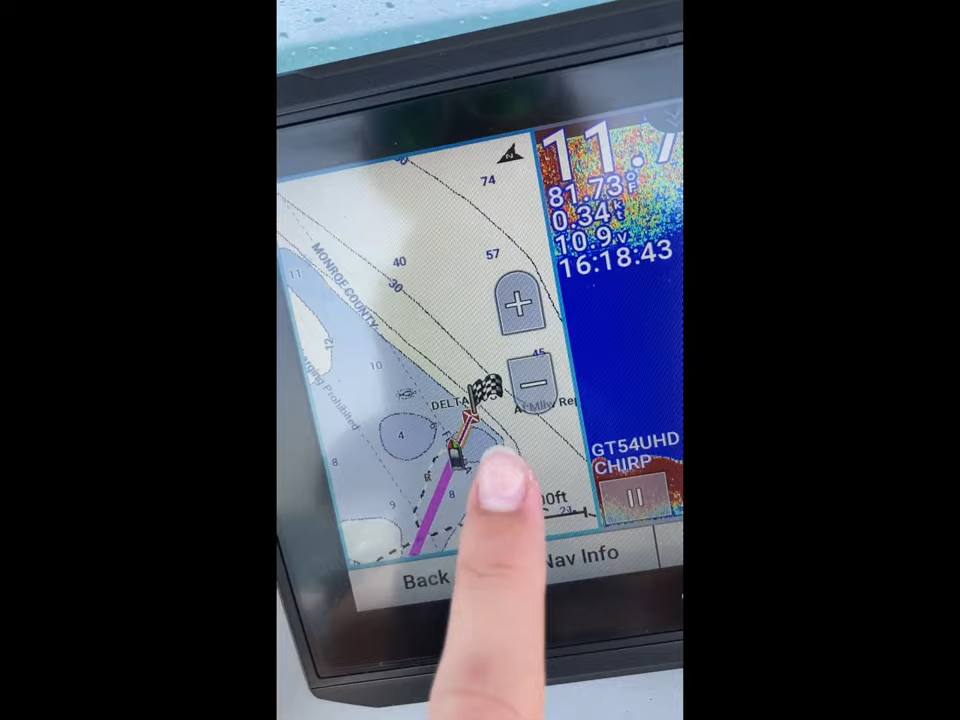 11.
81.73°F
0.34kt
10.9v
16:18:43
74
57
40
30
MONROE COUNTY
11
12
45
10
DELTA
4
8
9
8
00ft
GT54UHD
CHIRP
Back
Nav Info